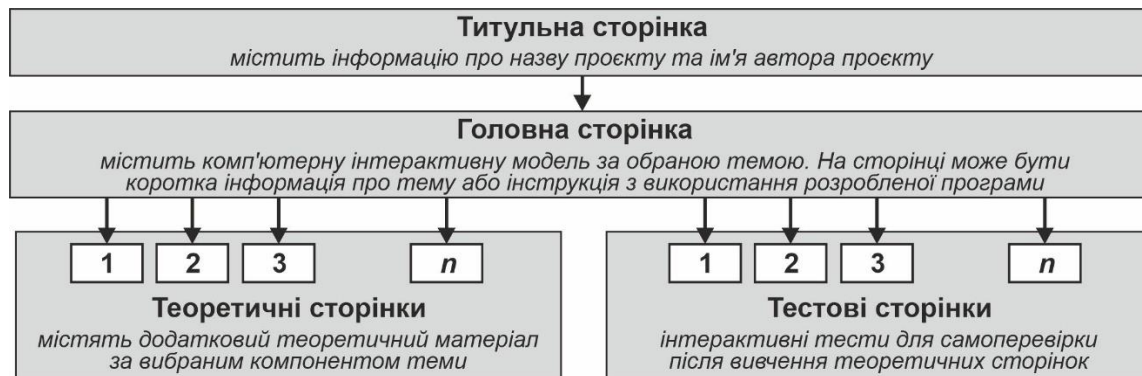 Титульна сторінка
містить інформацію про назву проєкту та ім'я автора проєкту
Головна сторінка
містить комп'ютерну інтерактивну модель за обраною темою. На сторінці може бути
коротка інформація про тему або інструкція з використання розробленої програми
1 2 3 n
Теоретичні сторінки
містять додатковий теоретичний матеріал
за вибраним компонентом теми
1 2 3 n
Тестові сторінки
інтерактивні тести для самоперевірки
після вивчення теоретичних сторінок